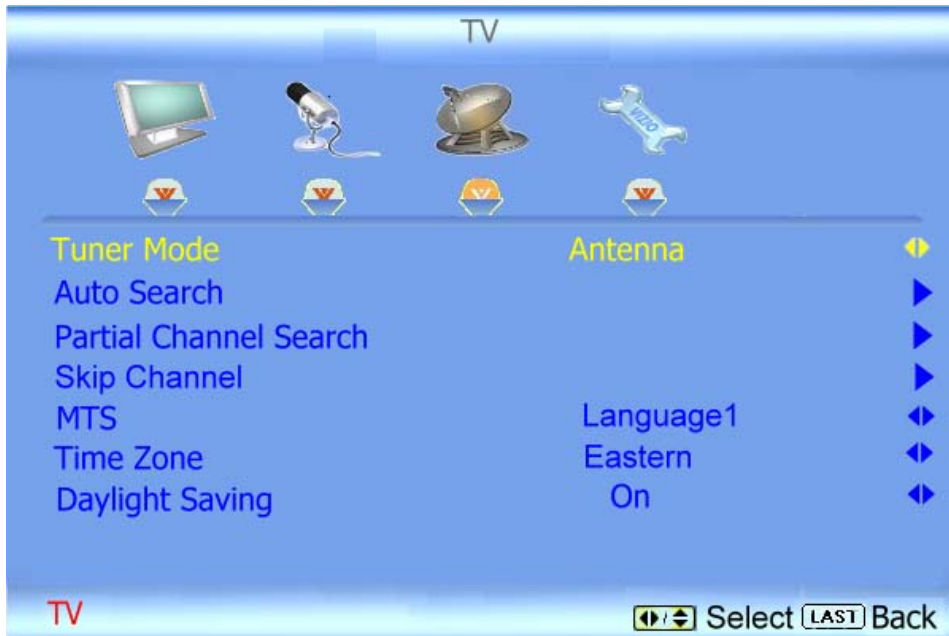 TV
VIZIO
Tuner Mode Antenna
Auto Search
Partial Channel Search
Skip Channel
MTS Language1
Time Zone Eastern
Daylight Saving On
TV Select LAST Back